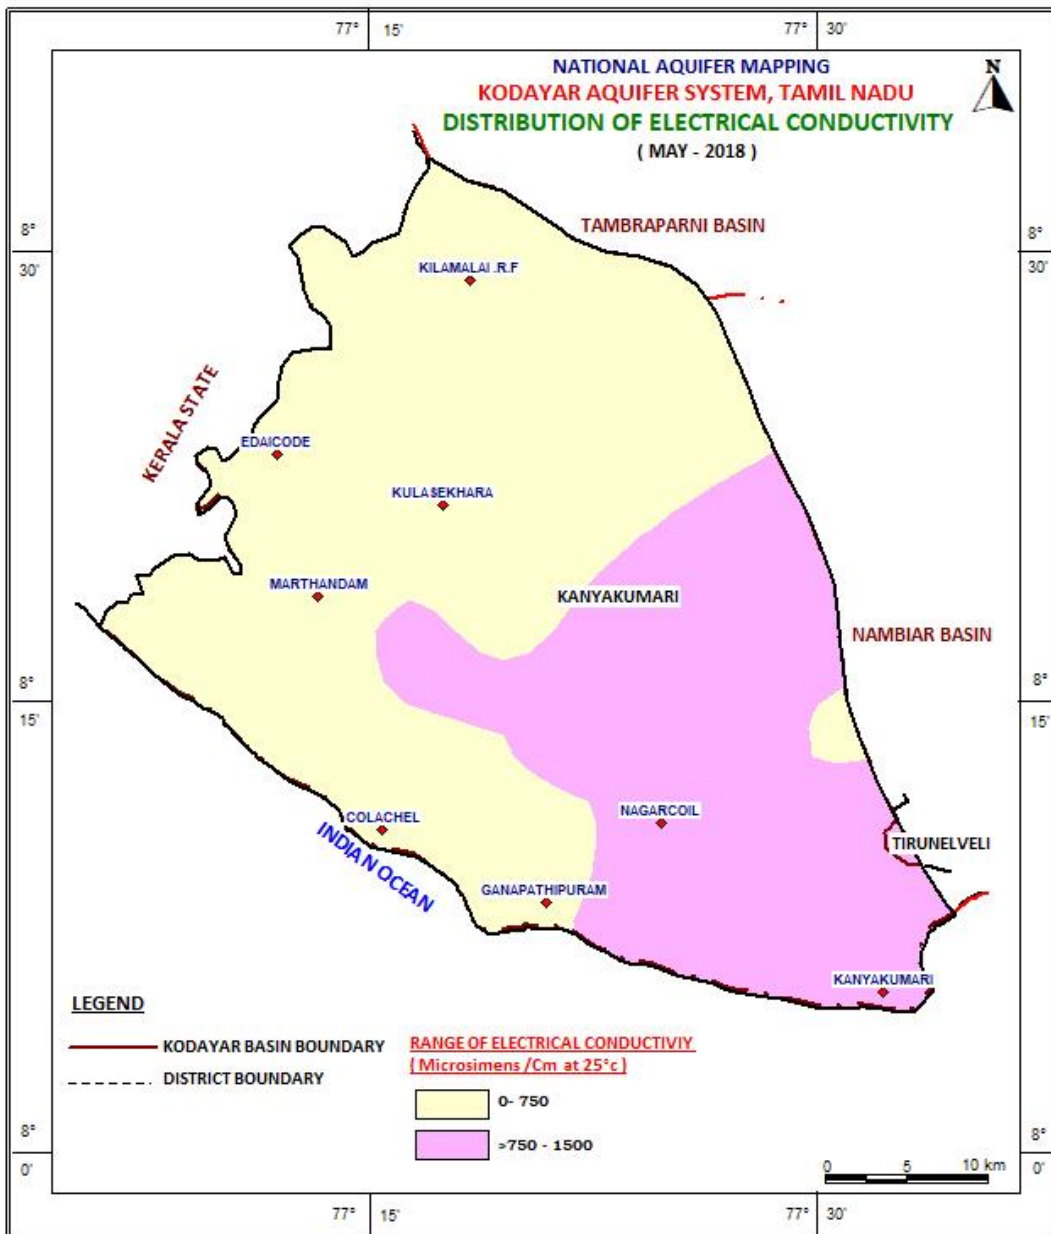 77° 15' 77° 30'
NATIONAL AQUIFER MAPPING
KODAYAR AQUIFER SYSTEM, TAMIL NADU
DISTRIBUTION OF ELECTRICAL CONDUCTIVITY
( MAY - 2018 )
N
TAMBRAPARNI BASIN
8° 8°
30' 30'
KILAMALAI .R.F
KERALA STATE
EDAICODE
KULASEKHARA
MARTHANDAM
KANYAKUMARI
NAMBIAR BASIN
8° 8°
15' 15'
COLACHEL
NAGARCOIL
INDIAN OCEAN
TIRUNELVELI
GANAPATHIPURAM
KANYAKUMARI
LEGEND
KODAYAR BASIN BOUNDARY
DISTRICT BOUNDARY
RANGE OF ELECTRICAL CONDUCTIVIY
( Microsimens /Cm at 25°c )
0- 750
>750 - 1500
8° 8°
0' 0'
0 5 10 km
77° 15' 77° 30'